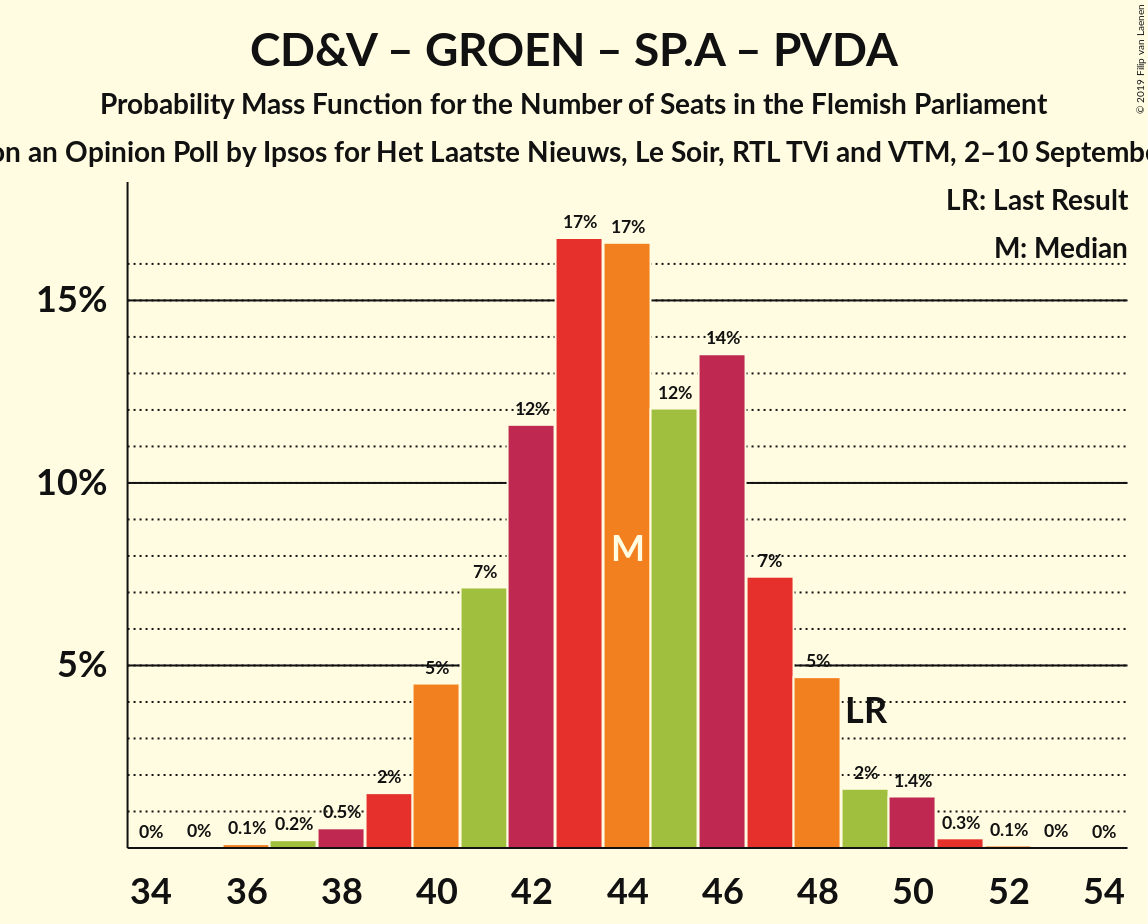 CD&V – GROEN – SP.A – PVDA
Probability Mass Function for the Number of Seats in the Flemish Parliament
on an Opinion Poll by Ipsos for Het Laatste Nieuws, Le Soir, RTL TVi and VTM, 2–10 Septembe
© 2019 Filip van Laenen
LR: Last Result
M: Median
17%
17%
15%
14%
12%
12%
10%
M
7%
7%
5%
5%
5%
LR
2%
2%
1.4%
0.5%
0%
0%
0.1%
0.2%
0.3%
0.1%
0%
0%
34 36 38 40 42 44 46 48 50 52 54